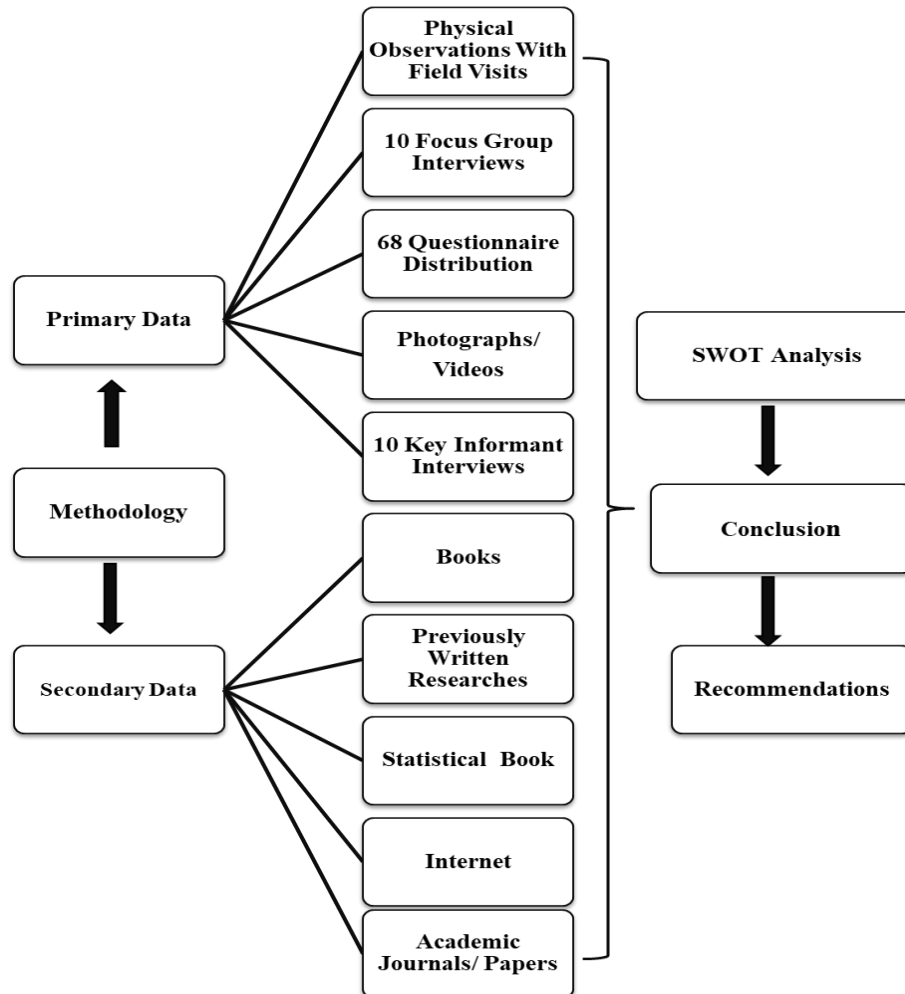 Physical
Observations With
Field Visits
10 Focus Group
Interviews
68 Questionnaire
Distribution
Primary Data
Photographs/
Videos
SWOT Analysis
10 Key Informant
Interviews
Methodology
Conclusion
Books
Previously
Written
Researches
Secondary Data
Recommendations
Statistical Book
Internet
Academic
Journals/ Papers